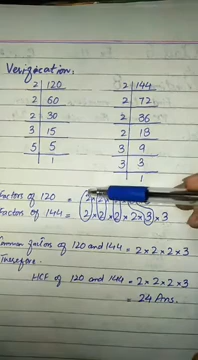 Verification:
2 | 120    2 | 144
2 | 60    2 | 72
2 | 30    2 | 36
3 | 15    2 | 18
5 | 5    3 | 9
1    3 | 3
1
factors of 120 =
factors of 144 = 2×2×2×2×3×3
Common factors of 120 and 144 = 2×2×2×3
Therefore
HCF of 120 and 144 = 2×2×2×3
= 24 Ans.